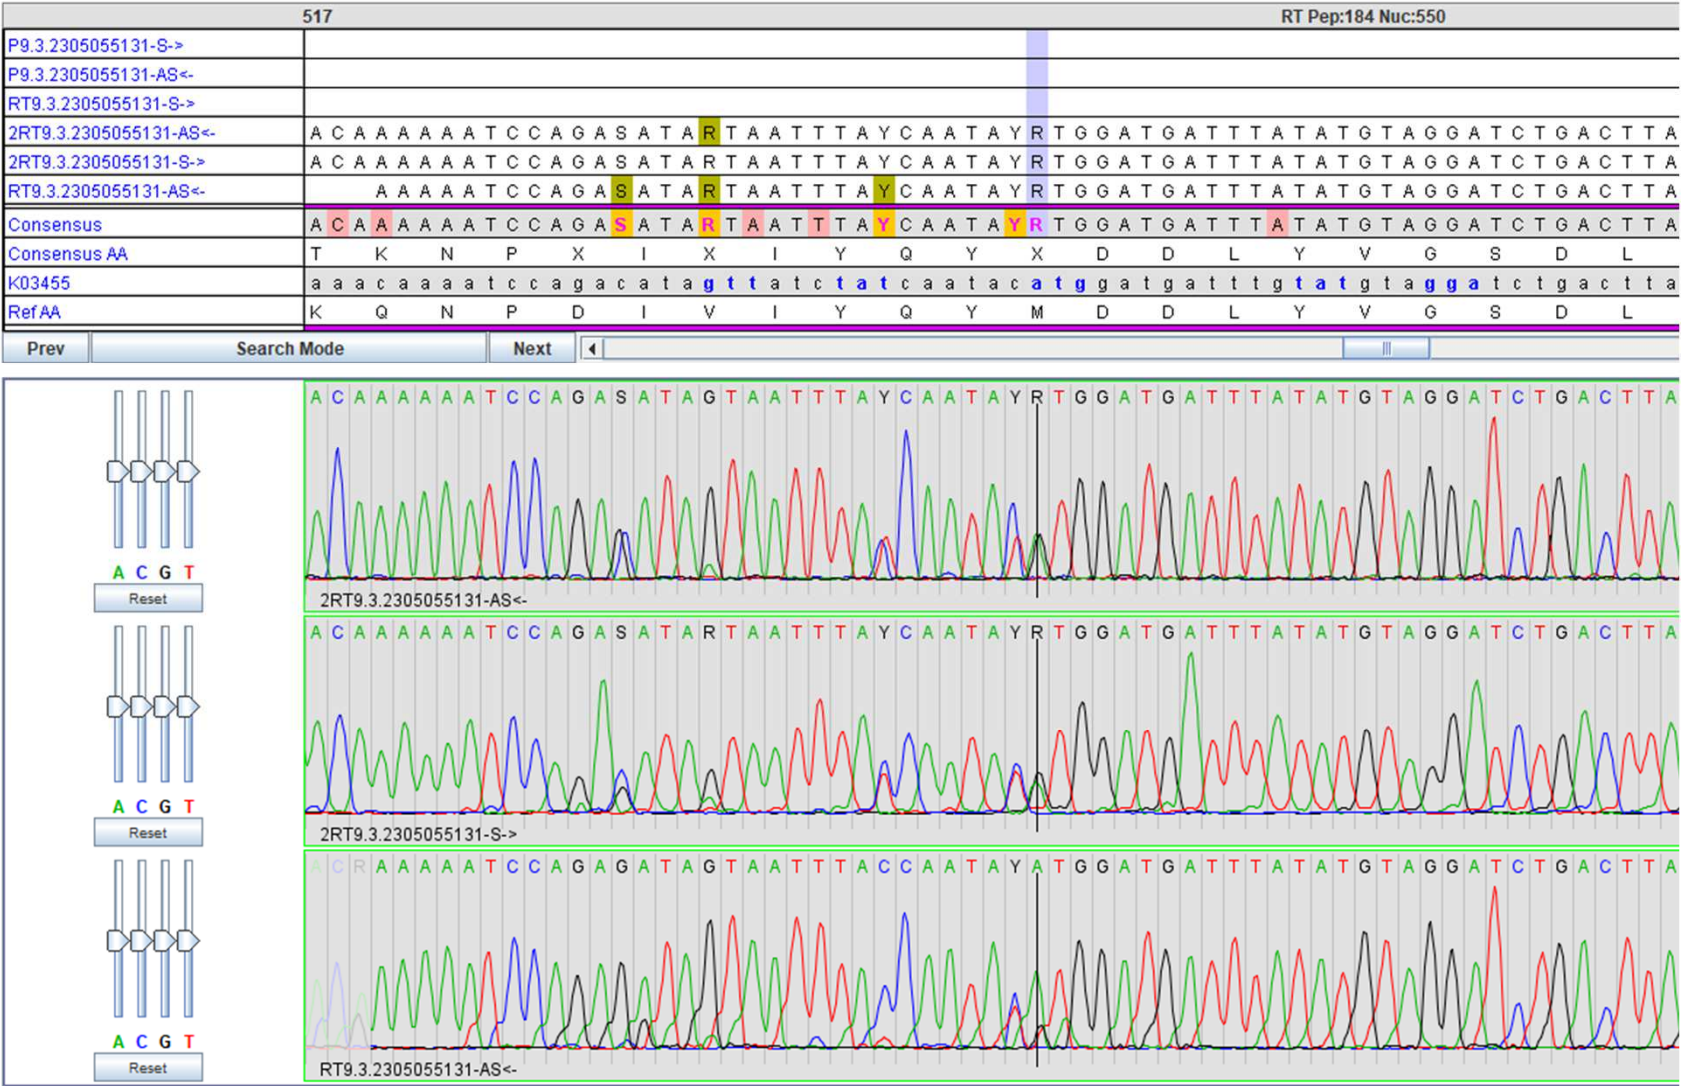 517 RT Pep:184 Nuc:550
P9.3.2305055131-S->
P9.3.2305055131-AS<-
RT9.3.2305055131-S->
2RT9.3.2305055131-AS<- A C A A A A A A T C C A G A S A T A R T A A T T T A Y C A A T A Y R T G G A T G A T T T A T A T G T A G G A T C T G A C T T A
2RT9.3.2305055131-S-> A C A A A A A A T C C A G A S A T A R T A A T T T A Y C A A T A Y R T G G A T G A T T T A T A T G T A G G A T C T G A C T T A
RT9.3.2305055131-AS<- A A A A A T C C A G A S A T A R T A A T T T A Y C A A T A Y R T G G A T G A T T T A T A T G T A G G A T C T G A C T T A
Consensus A C A A A A A A T C C A G A S A T A R T A A T T T A Y C A A T A Y R T G G A T G A T T T A T A T G T A G G A T C T G A C T T A
Consensus AA T K N P X I X I Y Q Y X D D L Y V G S D L
K03455 a a a c a a a a t c c a g a c a t a g t t a t c t a t c a a t a c a t g g a t g a t t t g t a t g t a g g a t c t g a c t t a
Ref AA K Q N P D I V I Y Q Y M D D L Y V G S D L
Prev Search Mode Next
A C A A A A A A T C C A G A S A T A G T A A T T T A Y C A A T A Y R T G G A T G A T T T A T A T G T A G G A T C T G A C T T A
A C G T
Reset
2RT9.3.2305055131-AS<-
A C A A A A A A T C C A G A S A T A R T A A T T T A Y C A A T A Y R T G G A T G A T T T A T A T G T A G G A T C T G A C T T A
A C G T
Reset
2RT9.3.2305055131-S->
A C R A A A A A T C C A G A G A T A G T A A T T T A C C A A T A Y A T G G A T G A T T T A T A T G T A G G A T C T G A C T T A
A C G T
Reset
RT9.3.2305055131-AS<-